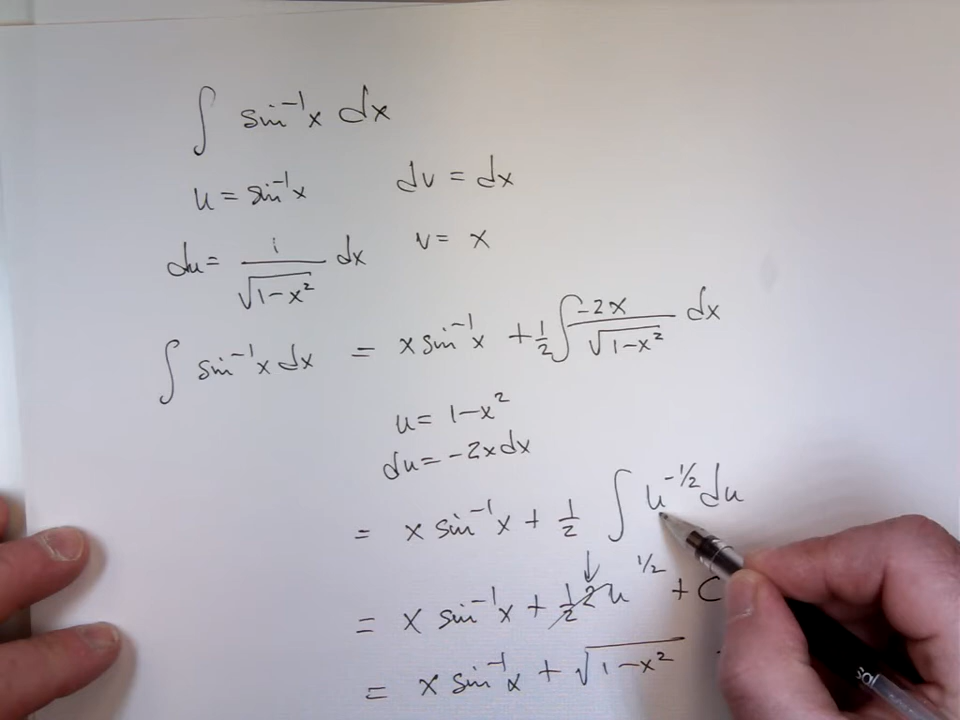 ∫ sin⁻¹x dx
u = sin⁻¹x dv = dx
du = 1/√(1-x²) dx v = x
∫ sin⁻¹x dx = x sin⁻¹x + 1/2 ∫ -2x/√(1-x²) dx
u = 1-x²
du = -2x dx
= x sin⁻¹x + 1/2 ∫ u^(-1/2) du
= x sin⁻¹x + 1/2 2 u^(1/2) + C
= x sin⁻¹x + √(1-x²)